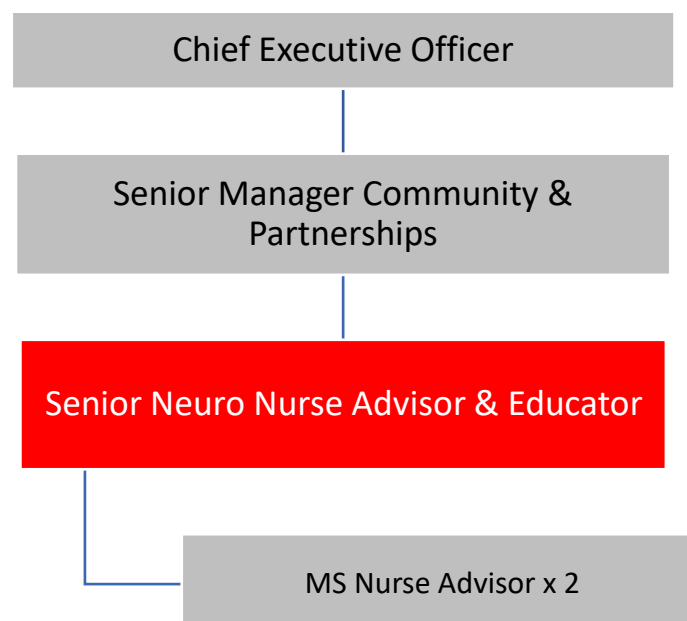 Chief Executive Officer
Senior Manager Community &
Partnerships
Senior Neuro Nurse Advisor & Educator
MS Nurse Advisor x 2